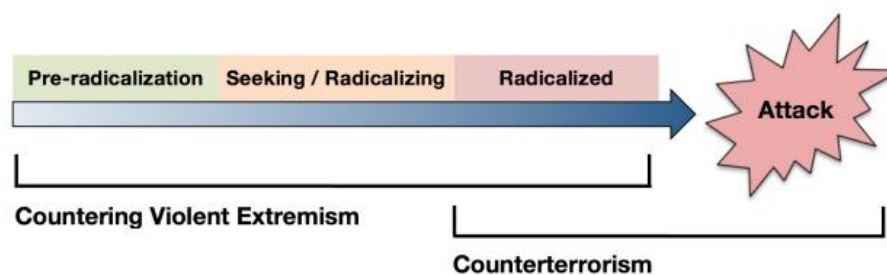 Pre-radicalization Seeking / Radicalizing Radicalized
Attack
Countering Violent Extremism
Counterterrorism